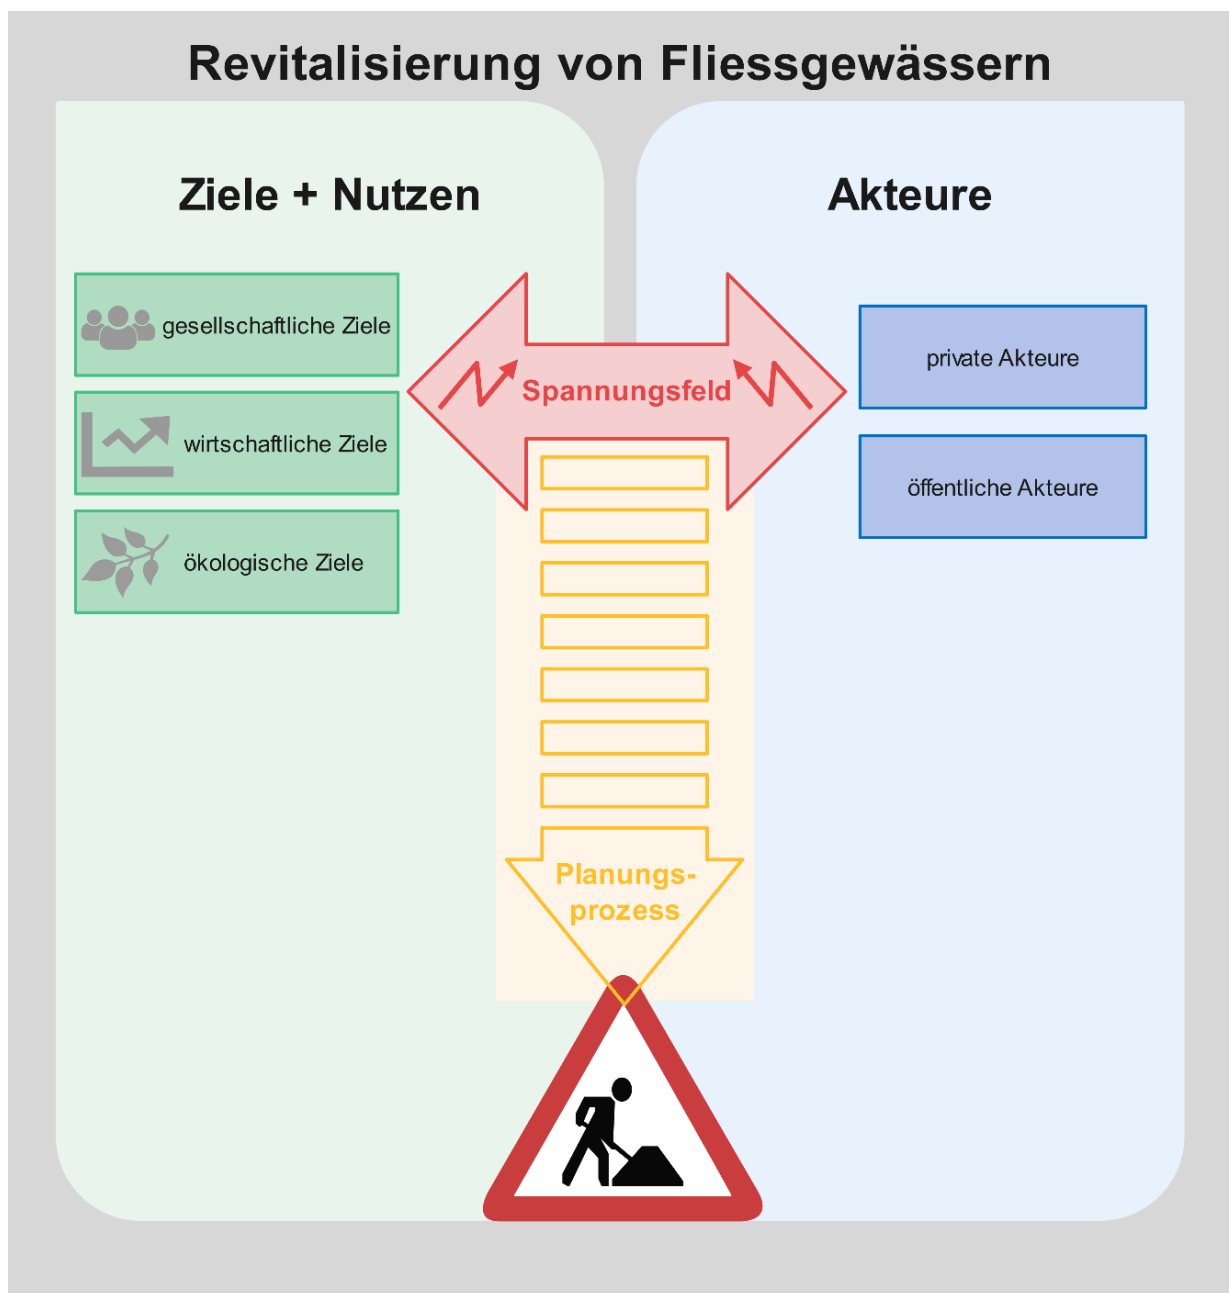 Revitalisierung von Fliessgewässern
Ziele + Nutzen
gesellschaftliche Ziele
wirtschaftliche Ziele
ökologische Ziele
Spannungsfeld
Akteure
private Akteure
öffentliche Akteure
Planungs-
prozess